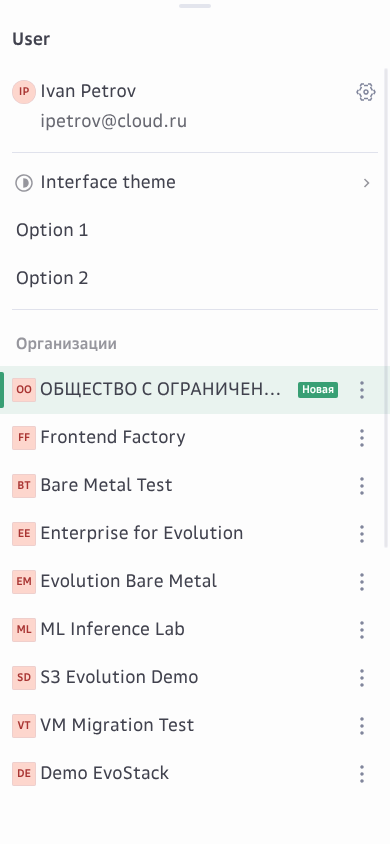 User
IP Ivan Petrov
ipetrov@cloud.ru
Interface theme
Option 1
Option 2
Организации
ОО ОБЩЕСТВО С ОГРАНИЧЕН... Новая
FF Frontend Factory
BT Bare Metal Test
EE Enterprise for Evolution
EM Evolution Bare Metal
ML ML Inference Lab
SD S3 Evolution Demo
VT VM Migration Test
DE Demo EvoStack